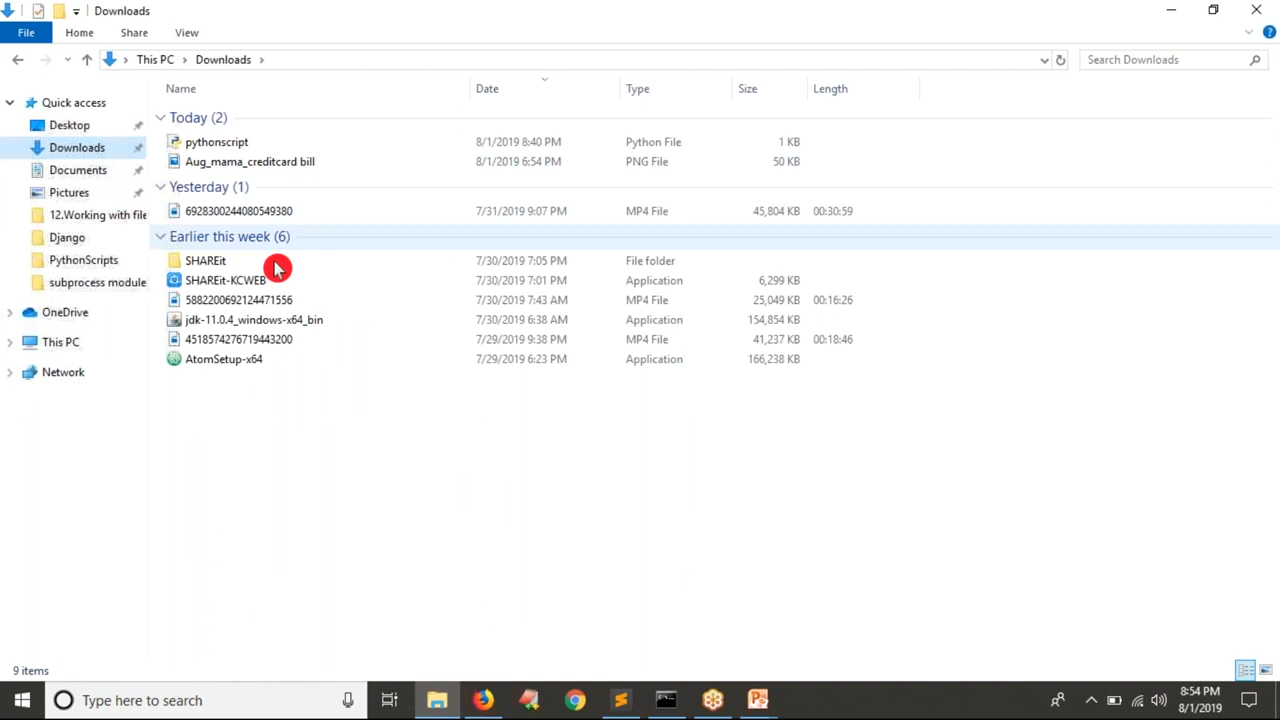 Downloads
File Home Share View
This PC Downloads
Search Downloads
Name Date Type Size Length
Quick access
Desktop
Downloads
Documents
Pictures
12.Working with file
Django
PythonScripts
subprocess module
OneDrive
This PC
Network
Today (2)
pythonscript 8/1/2019 8:40 PM Python File 1 KB
Aug_mama_creditcard bill 8/1/2019 6:54 PM PNG File 50 KB
Yesterday (1)
6928300244080549380 7/31/2019 9:07 PM MP4 File 45,804 KB 00:30:59
Earlier this week (6)
SHAREit 7/30/2019 7:05 PM File folder
SHAREit-KCWEB 7/30/2019 7:01 PM Application 6,299 KB
5882200692124471556 7/30/2019 7:43 AM MP4 File 25,049 KB 00:16:26
jdk-11.0.4_windows-x64_bin 7/30/2019 6:38 AM Application 154,854 KB
4518574276719443200 7/29/2019 9:38 PM MP4 File 41,237 KB 00:18:46
AtomSetup-x64 7/29/2019 6:23 PM Application 166,238 KB
9 items
Type here to search
8:54 PM
8/1/2019